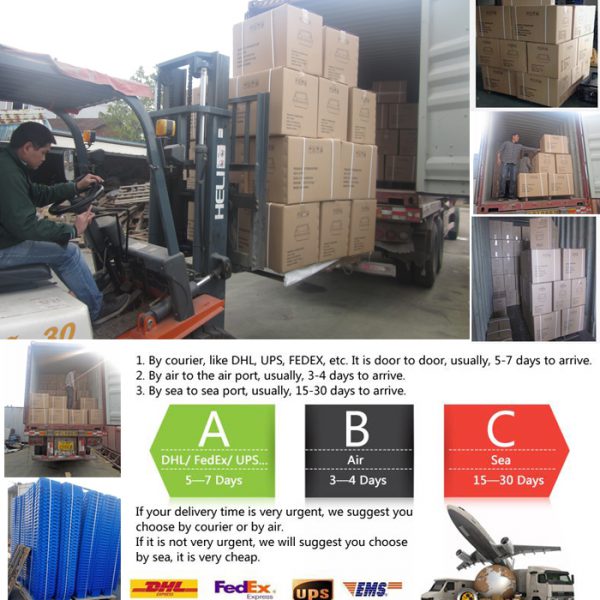 HELI
30
1. By courier, like DHL, UPS, FEDEX, etc. It is door to door, usually, 5-7 days to arrive.
2. By air to the air port, usually, 3-4 days to arrive.
3. By sea to sea port, usually, 15-30 days to arrive.
A
DHL/ FedEx/ UPS...
5—7 Days
B
Air
3—4 Days
C
Sea
15—30 Days
If your delivery time is very urgent, we suggest you
choose by courier or by air.
If it is not very urgent, we will suggest you choose
by sea, it is very cheap.
DHL
EXPRESS
FedEx
Express
ups
EMS